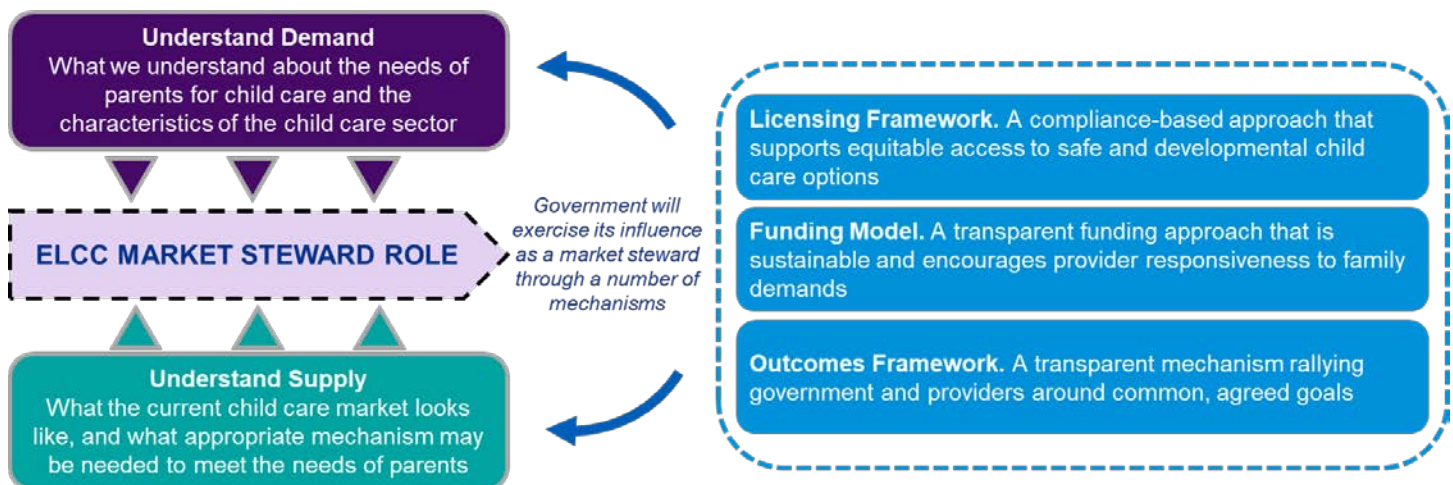 Understand Demand
What we understand about the needs of
parents for child care and the
characteristics of the child care sector
ELCC MARKET STEWARD ROLE
Understand Supply
What the current child care market looks
like, and what appropriate mechanism may
be needed to meet the needs of parents
Government will
exercise its influence
as a market steward
through a number of
mechanisms
Licensing Framework. A compliance-based approach that
supports equitable access to safe and developmental child
care options
Funding Model. A transparent funding approach that is
sustainable and encourages provider responsiveness to family
demands
Outcomes Framework. A transparent mechanism rallying
government and providers around common, agreed goals